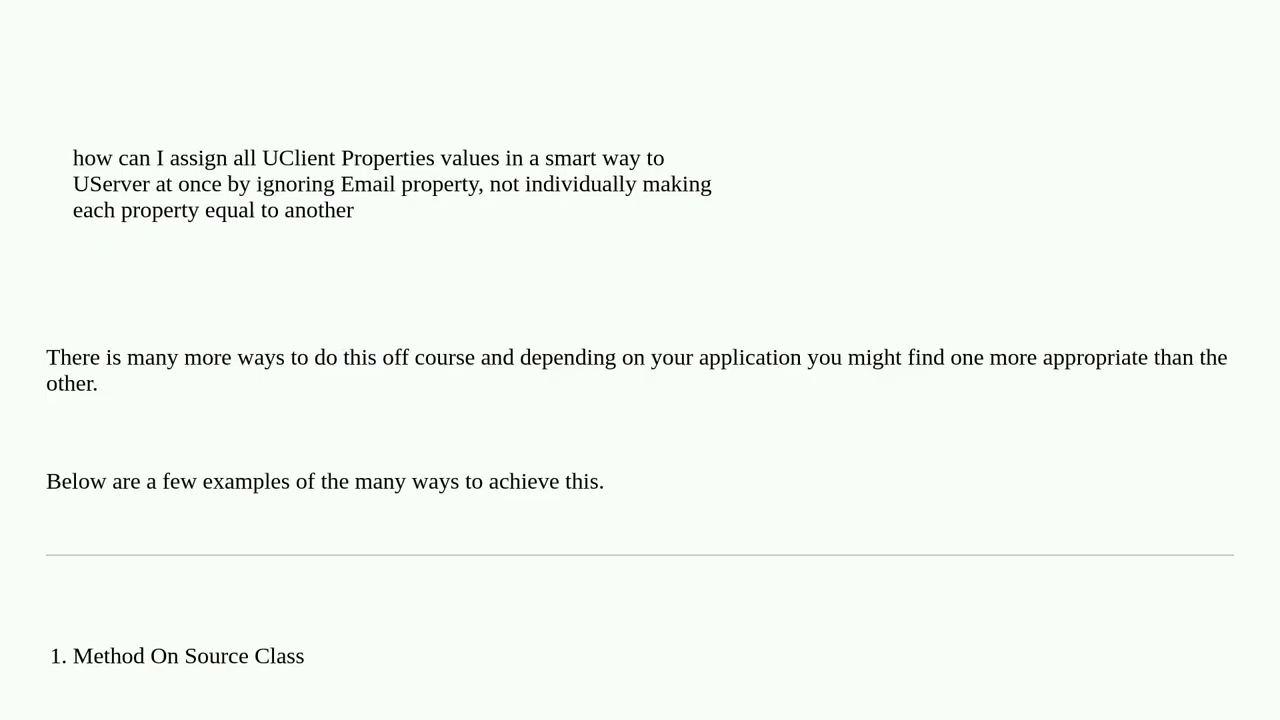 how can I assign all UClient Properties values in a smart way to
UServer at once by ignoring Email property, not individually making
each property equal to another
There is many more ways to do this off course and depending on your application you might find one more appropriate than the
other.
Below are a few examples of the many ways to achieve this.
1. Method On Source Class